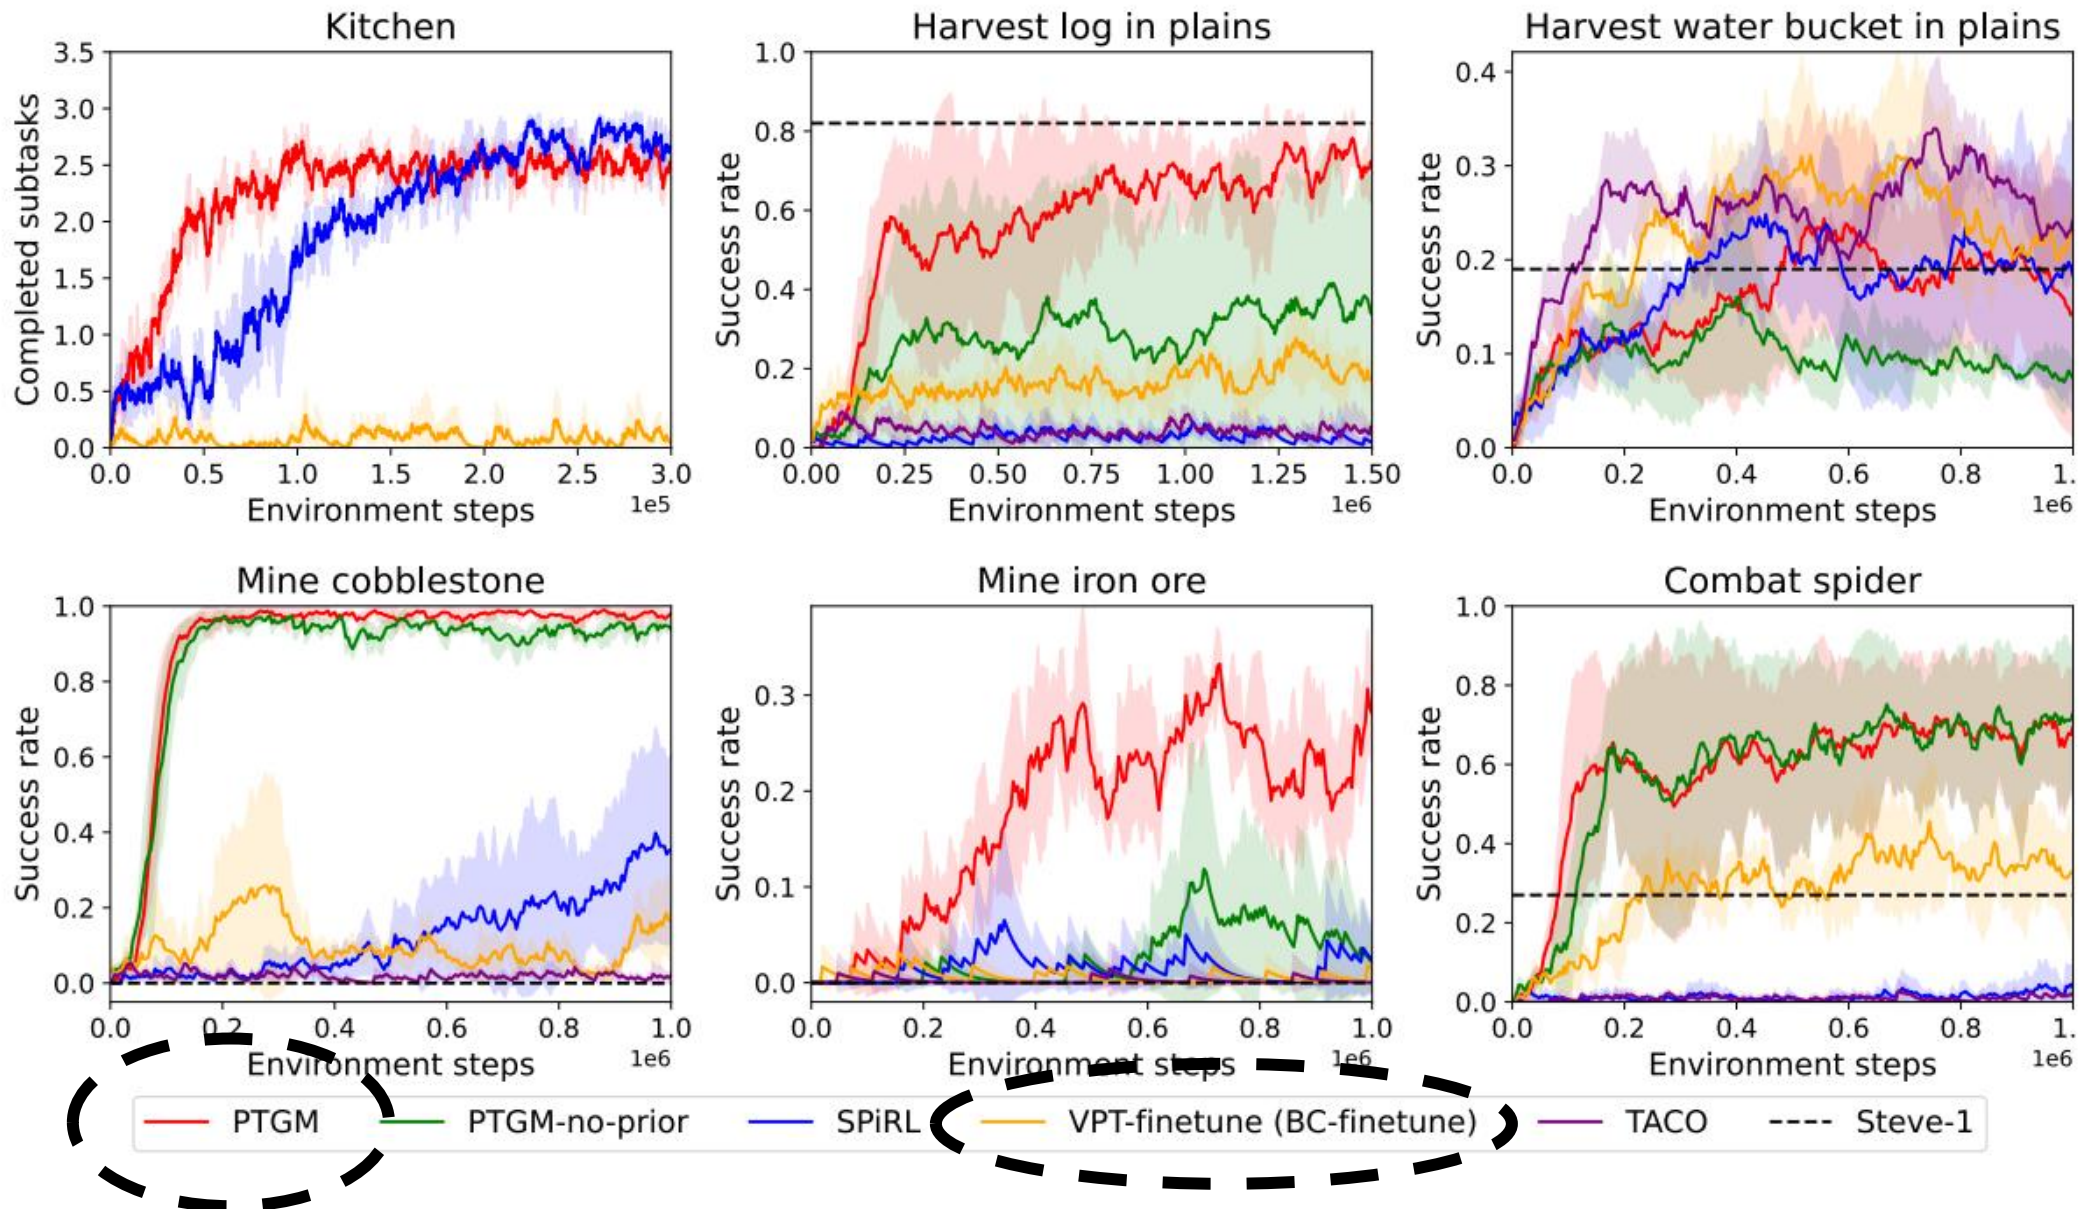 Kitchen
Harvest log in plains
Harvest water bucket in plains
3.5
3.0
2.5
2.0
1.5
1.0
0.5
0.0
Completed subtasks
0.0 0.5 1.0 1.5 2.0 2.5 3.0
Environment steps 1e5
1.0
0.8
0.6
0.4
0.2
0.0
Success rate
0.00 0.25 0.50 0.75 1.00 1.25 1.50
Environment steps 1e6
0.4
0.3
0.2
0.1
0.0
Success rate
0.0 0.2 0.4 0.6 0.8 1.
Environment steps 1e6
Mine cobblestone
Mine iron ore
Combat spider
1.0
0.8
0.6
0.4
0.2
0.0
Success rate
0.0 0.2 0.4 0.6 0.8 1.0
Environment steps 1e6
0.3
0.2
0.1
0.0
Success rate
0.0 0.2 0.4 0.6 0.8 1.0
Environment steps 1e6
1.0
0.8
0.6
0.4
0.2
0.0
Success rate
0.0 0.2 0.4 0.6 0.8 1.
Environment steps 1e6
PTGM PTGM-no-prior SPiRL VPT-finetune (BC-finetune) TACO Steve-1